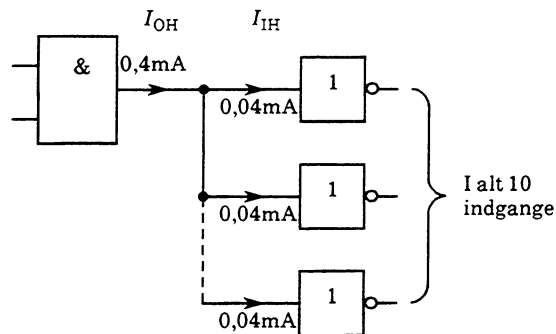 I_OH I_IH
& 0,4mA
1
0,04mA
1
I alt 10
indgange
0,04mA
1
0,04mA